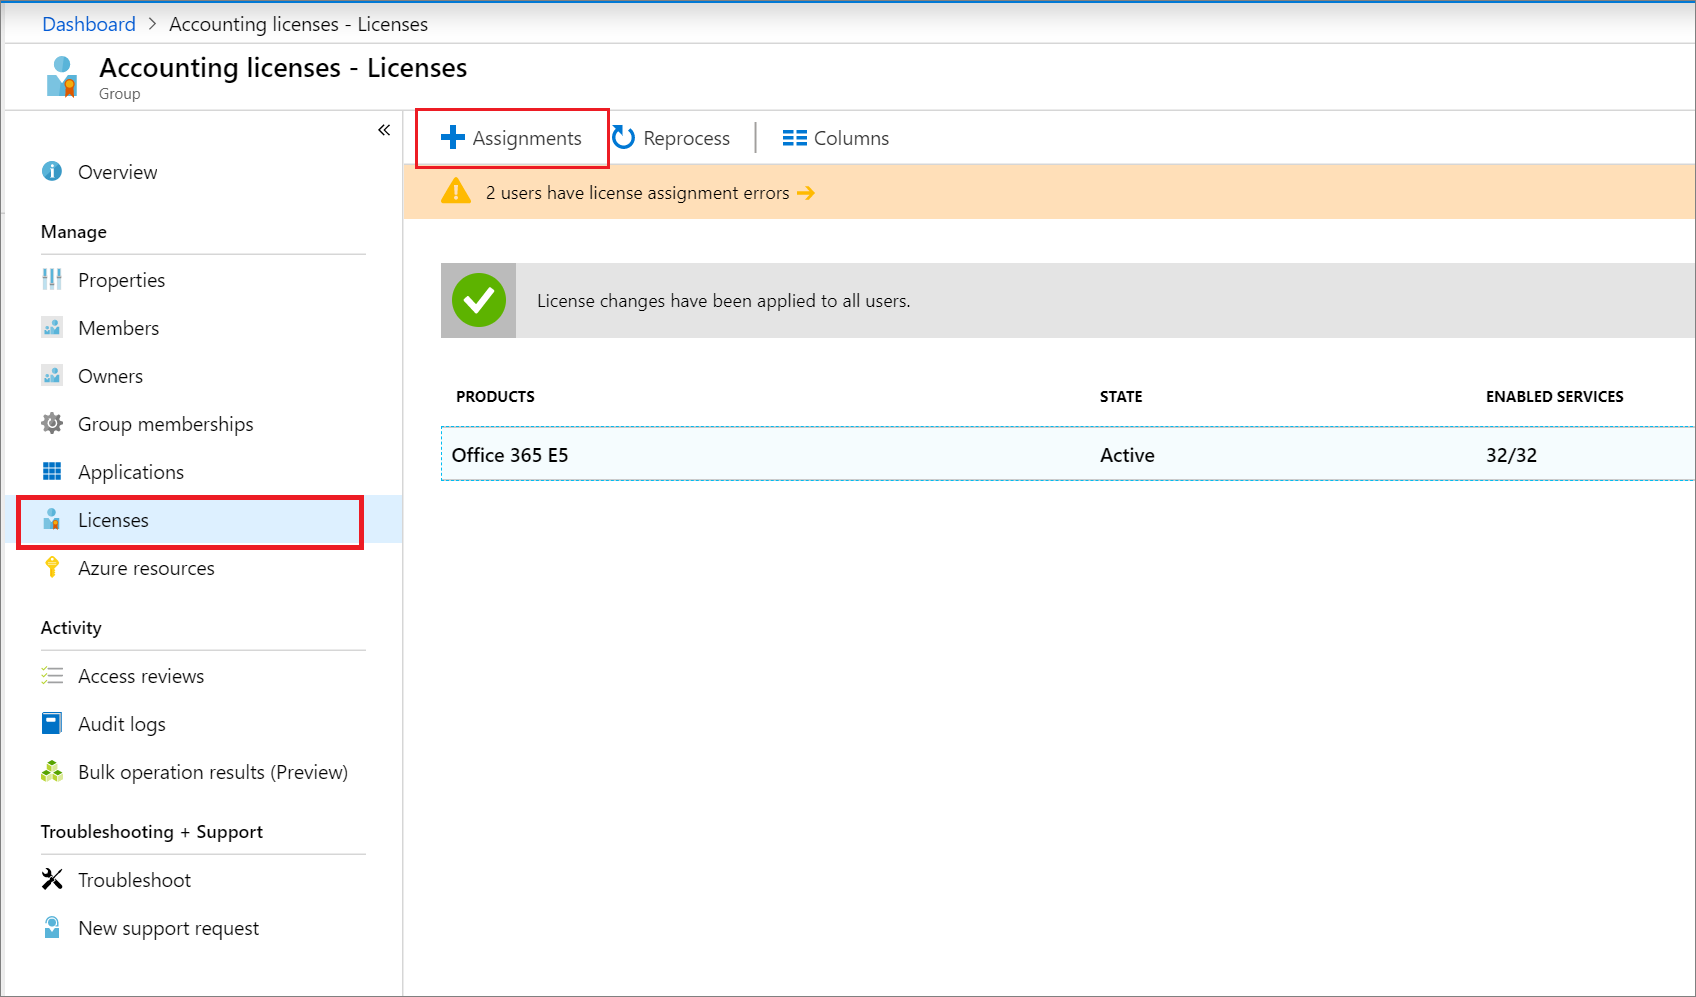 Dashboard > Accounting licenses - Licenses
Accounting licenses - Licenses
Group
«
Overview
Manage
Properties
Members
Owners
Group memberships
Applications
Licenses
Azure resources
Activity
Access reviews
Audit logs
Bulk operation results (Preview)
Troubleshooting + Support
Troubleshoot
New support request
Assignments Reprocess Columns
2 users have license assignment errors →
License changes have been applied to all users.
PRODUCTS STATE ENABLED SERVICES
Office 365 E5 Active 32/32